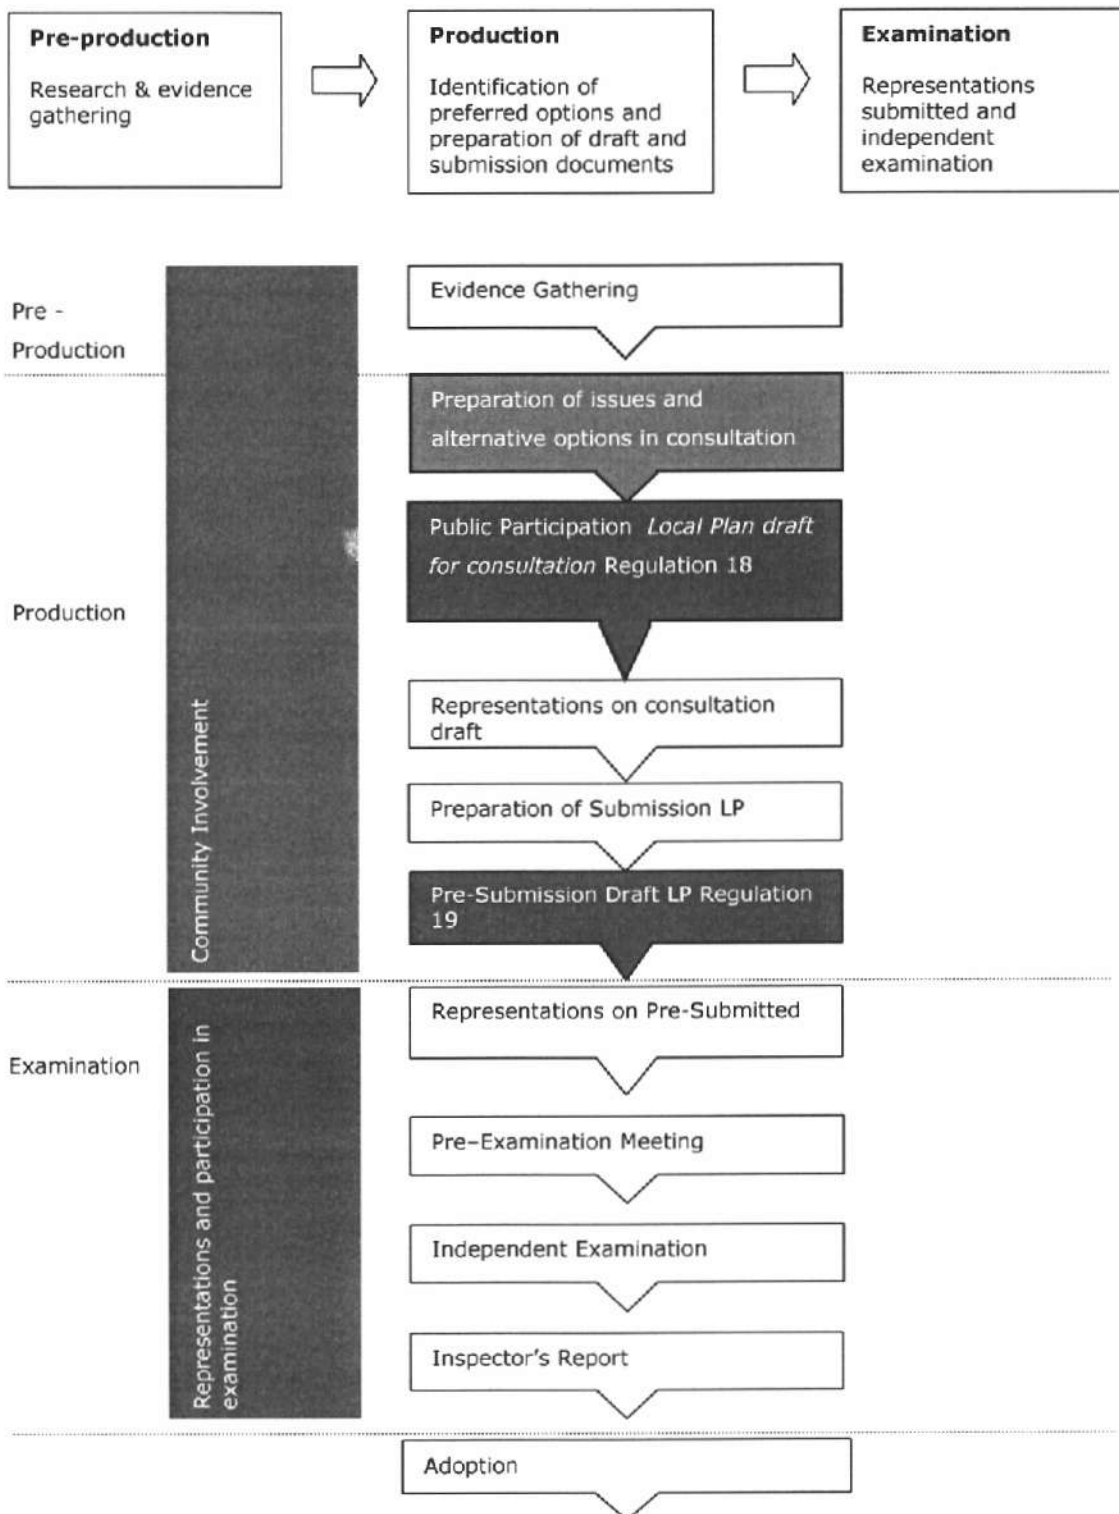 Pre-production
Research & evidence
gathering
Production
Identification of
preferred options and
preparation of draft and
submission documents
Examination
Representations
submitted and
independent
examination
Pre -
Production
Evidence Gathering
Preparation of issues and
alternative options in consultation
Public Participation Local Plan draft
for consultation Regulation 18
Production
Community Involvement
Representations on consultation
draft
Preparation of Submission LP
Pre-Submission Draft LP Regulation
19
Examination
Representations and participation in
examination
Representations on Pre-Submitted
Pre–Examination Meeting
Independent Examination
Inspector's Report
Adoption